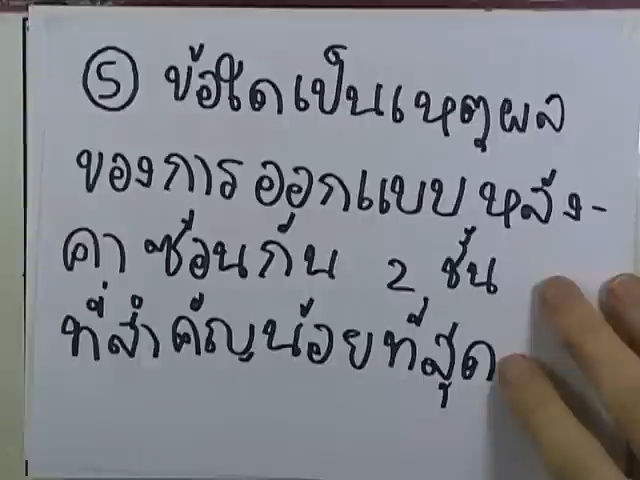 ⑤ ข้อใดเป็นเหตุผล
ของการออกแบบหลัง-
คาซ้อนกัน 2 ชั้น
ที่สำคัญน้อยที่สุด